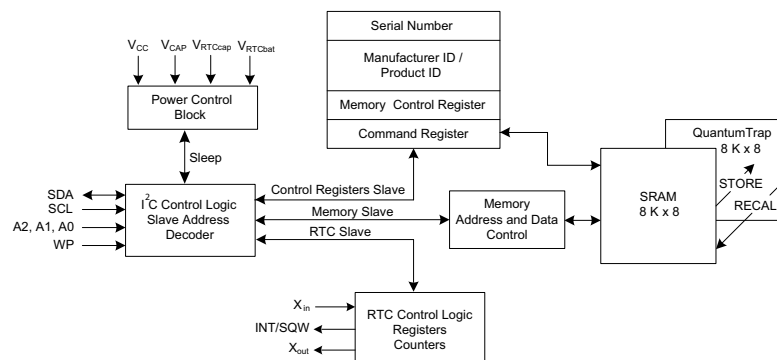 Serial Number
Manufacturer ID /
Product ID
Memory Control Register
Command Register
VCC
VCAP
VRTCcap
VRTCbat
Power Control
Block
Sleep
QuantumTrap
8 K x 8
SRAM
8 K x 8
STORE
RECAL
SDA
SCL
A2, A1, A0
WP
I2C Control Logic
Slave Address
Decoder
Control Registers Slave
Memory Slave
RTC Slave
Memory
Address and Data
Control
Xin
INT/SQW
Xout
RTC Control Logic
Registers
Counters